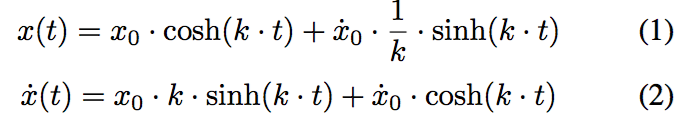 x(t) = x₀ · cosh(k · t) + ẋ₀ · 1/k · sinh(k · t) (1)
ẋ(t) = x₀ · k · sinh(k · t) + ẋ₀ · cosh(k · t) (2)